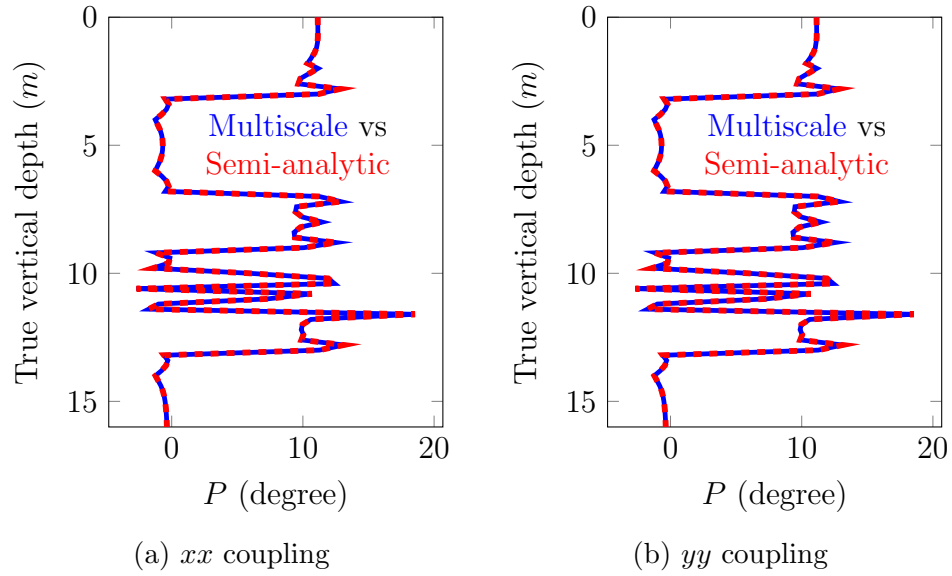 0
5
10
15
True vertical depth (m)
Multiscale vs
Semi-analytic
0 10 20
P (degree)
(a) xx coupling
0
5
10
15
True vertical depth (m)
Multiscale vs
Semi-analytic
0 10 20
P (degree)
(b) yy coupling